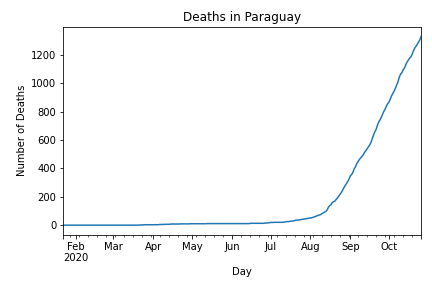 Deaths in Paraguay
Number of Deaths
1200
1000
800
600
400
200
0
Feb Mar Apr May Jun Jul Aug Sep Oct
2020
Day